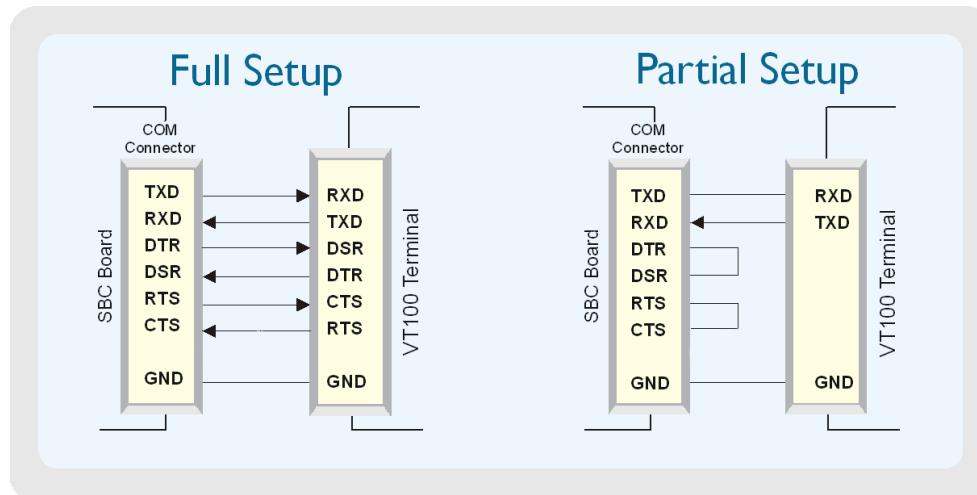 Full Setup
COM
Connector
SBC Board
TXD
RXD
DTR
DSR
RTS
CTS
GND
RXD
TXD
DSR
DTR
CTS
RTS
GND
VT100 Terminal
Partial Setup
COM
Connector
SBC Board
TXD
RXD
DTR
DSR
RTS
CTS
GND
RXD
TXD
GND
VT100 Terminal